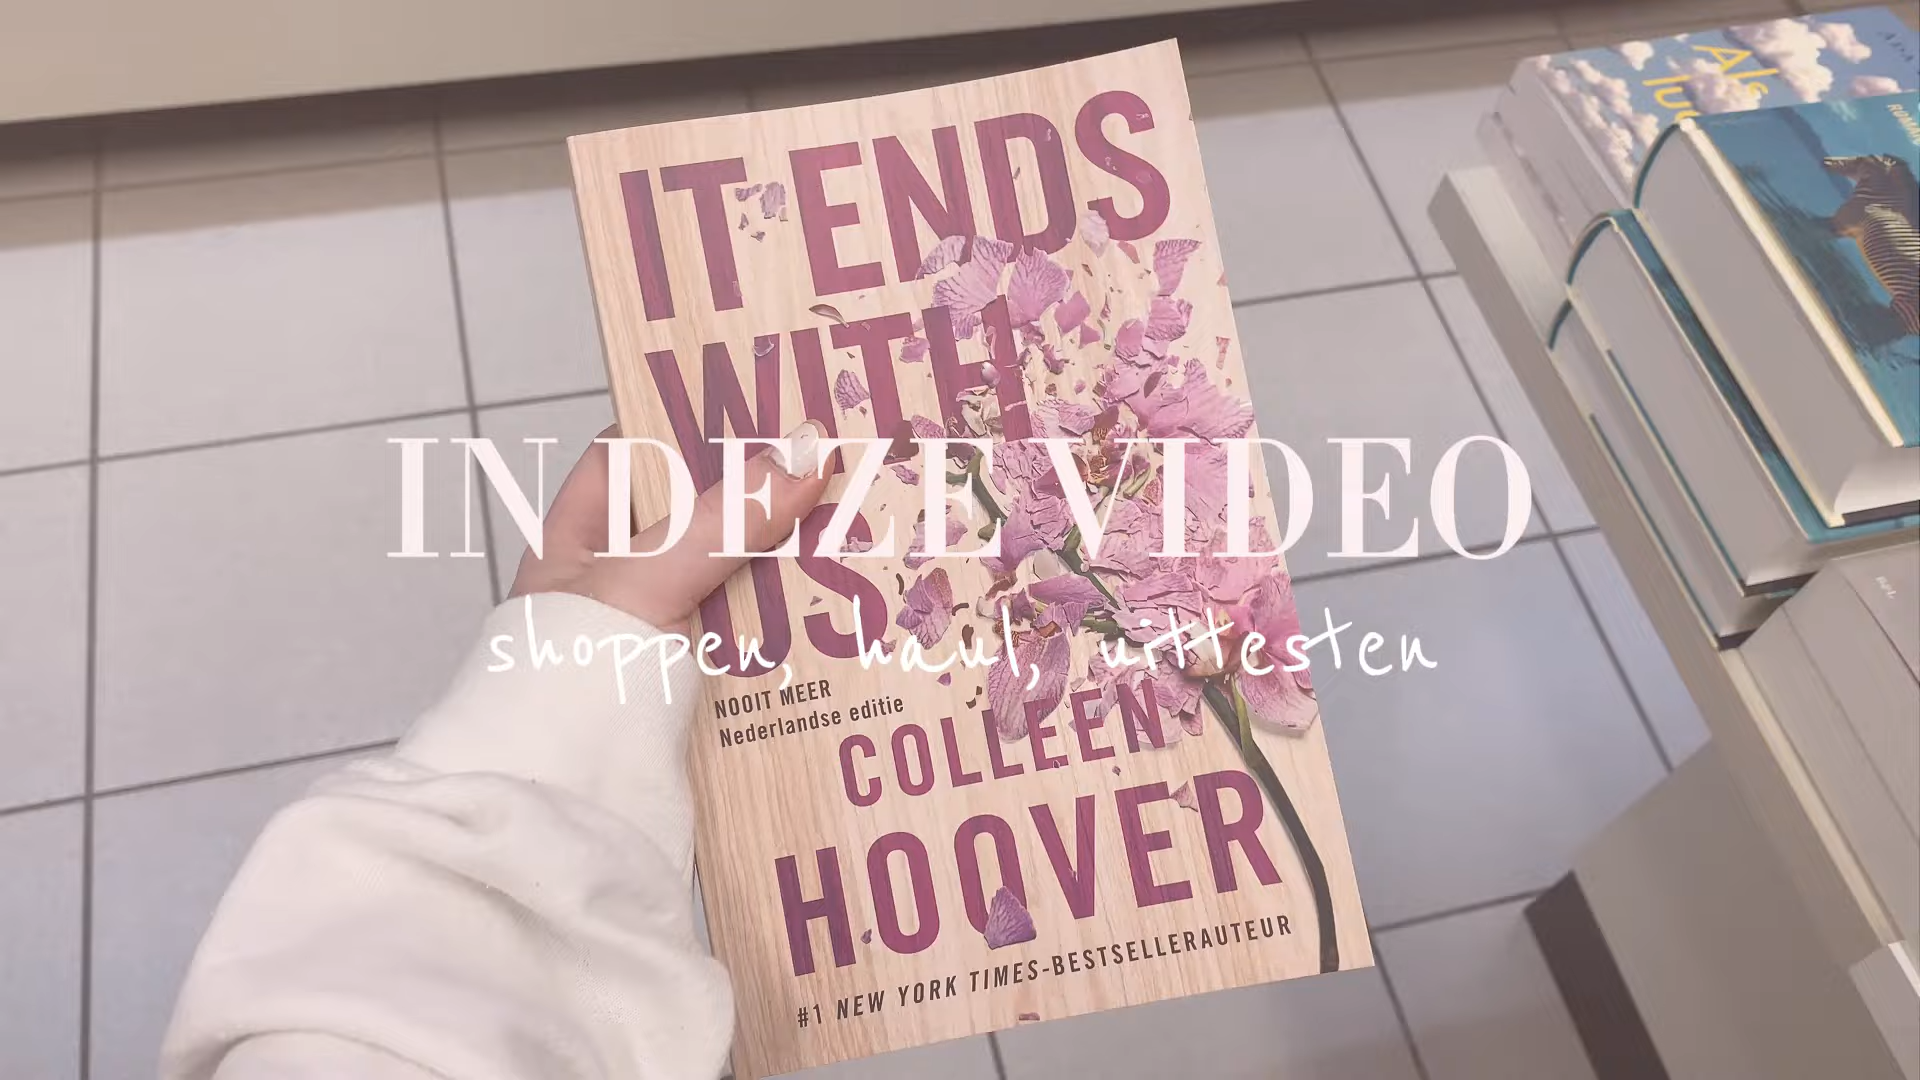 IT ENDS
WITH
US
IN DEZE VIDEO
shoppen, haul, uittesten
NOOIT MEER
Nederlandse editie
COLLEEN
HOOVER
#1 NEW YORK TIMES-BESTSELLERAUTEUR
Als